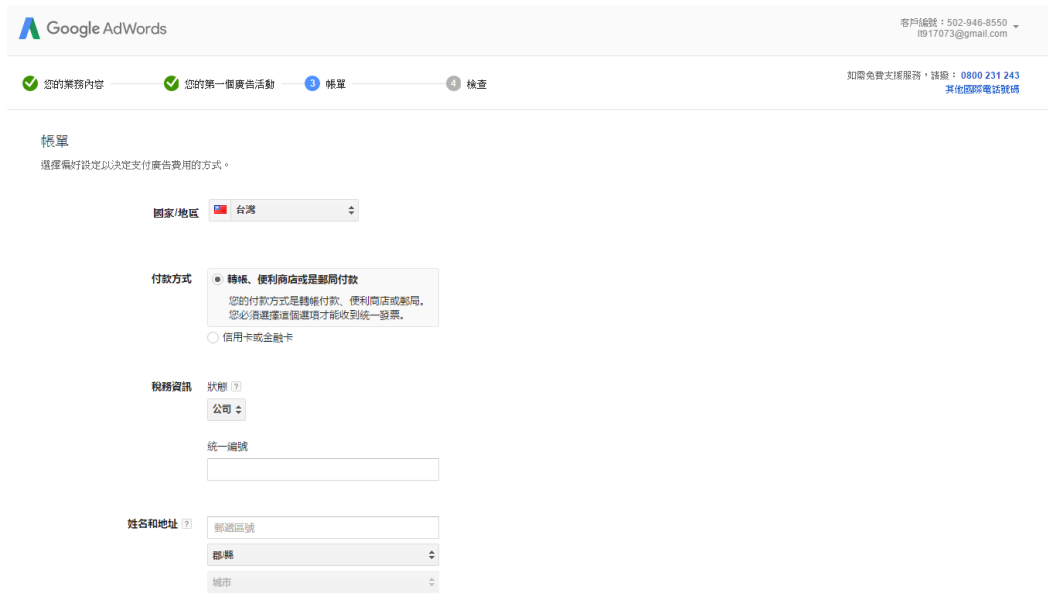 Google AdWords
客戶編號：502-946-8550
lt917073@gmail.com
您的業務內容
您的第一個廣告活動
3 帳單
4 檢查
如需免費支援服務，請撥： 0800 231 243
其他國際電話號碼
帳單
選擇偏好設定以決定支付廣告費用的方式。
國家/地區 台灣
付款方式 轉帳、便利商店或是郵局付款
您的付款方式是轉帳付款、便利商店或郵局。
您必須選擇這個選項才能收到統一發票。
信用卡或金融卡
稅務資訊 狀態 ?
公司
統一編號
姓名和地址 ? 郵遞區號
郡/縣
城市